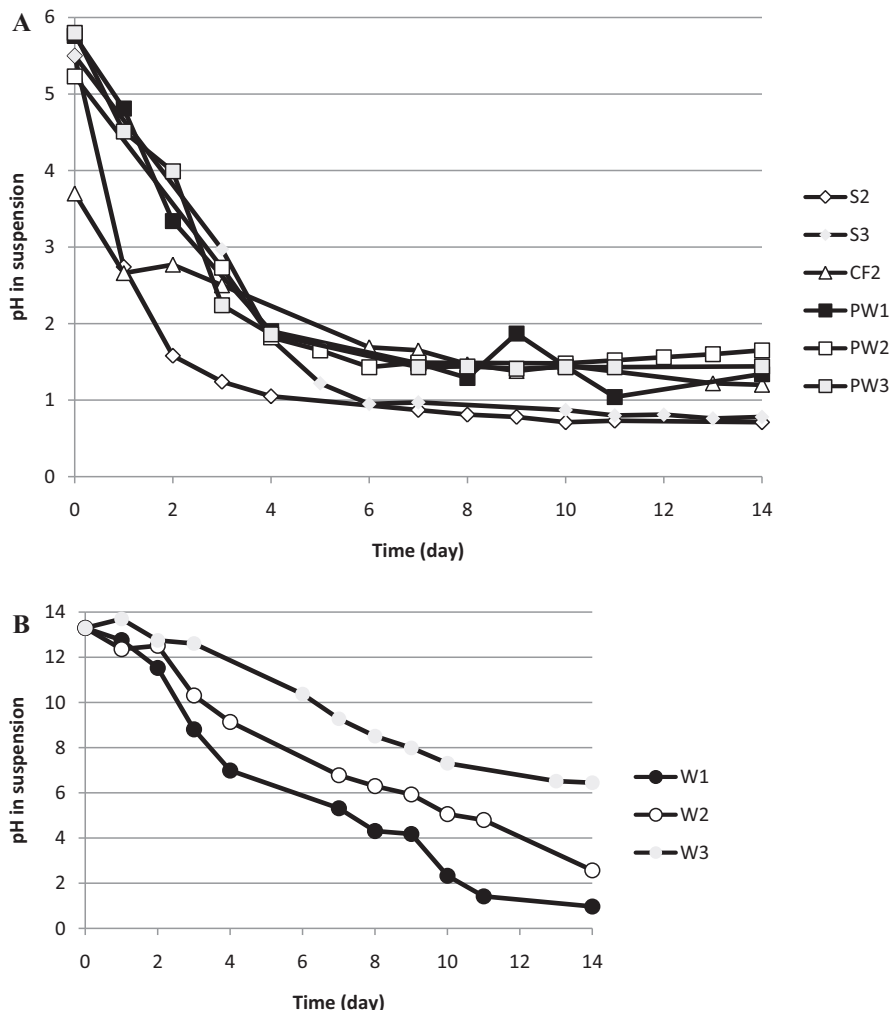 A
6
5
4
3
2
1
0
pH in suspension
0 2 4 6 8 10 12 14
Time (day)
S2
S3
CF2
PW1
PW2
PW3
B
14
12
10
8
6
4
2
0
pH in suspension
0 2 4 6 8 10 12 14
Time (day)
W1
W2
W3